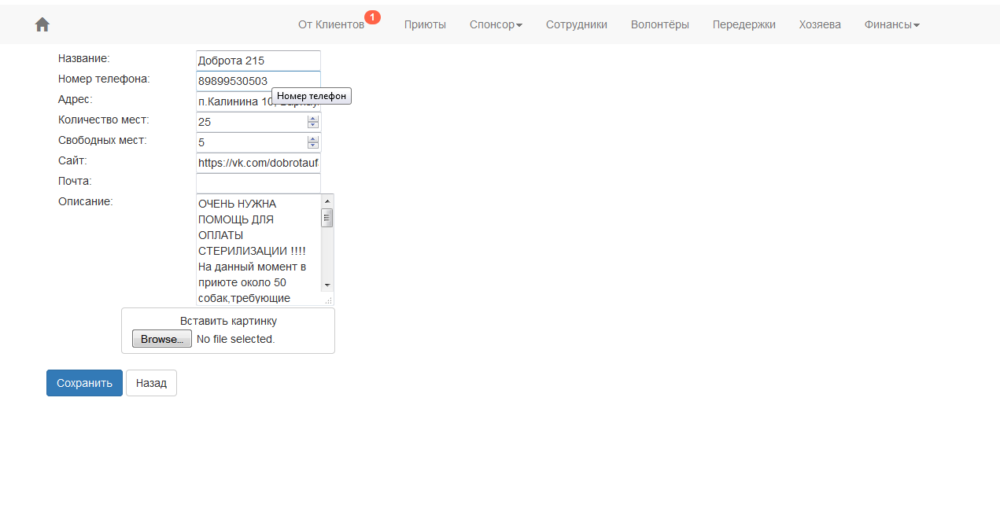 От Клиентов 1 Приюты Спонсор Сотрудники Волонтёры Передержки Хозяева Финансы
Название: Доброта 215
Номер телефона: 89899530503
Номер телефон
Адрес: п.Калинина 10,
Количество мест: 25
Свободных мест: 5
Сайт: https://vk.com/dobrotauf
Почта:
Описание: ОЧЕНЬ НУЖНА
ПОМОЩЬ ДЛЯ
ОПЛАТЫ
СТЕРИЛИЗАЦИИ !!!!
На данный момент в
приюте около 50
собак,требующие
Вставить картинку
Browse... No file selected.
Сохранить Назад